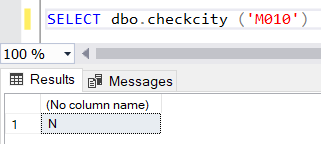 SELECT dbo.checkcity ('M010')
100 %
Results Messages
(No column name)
1 N